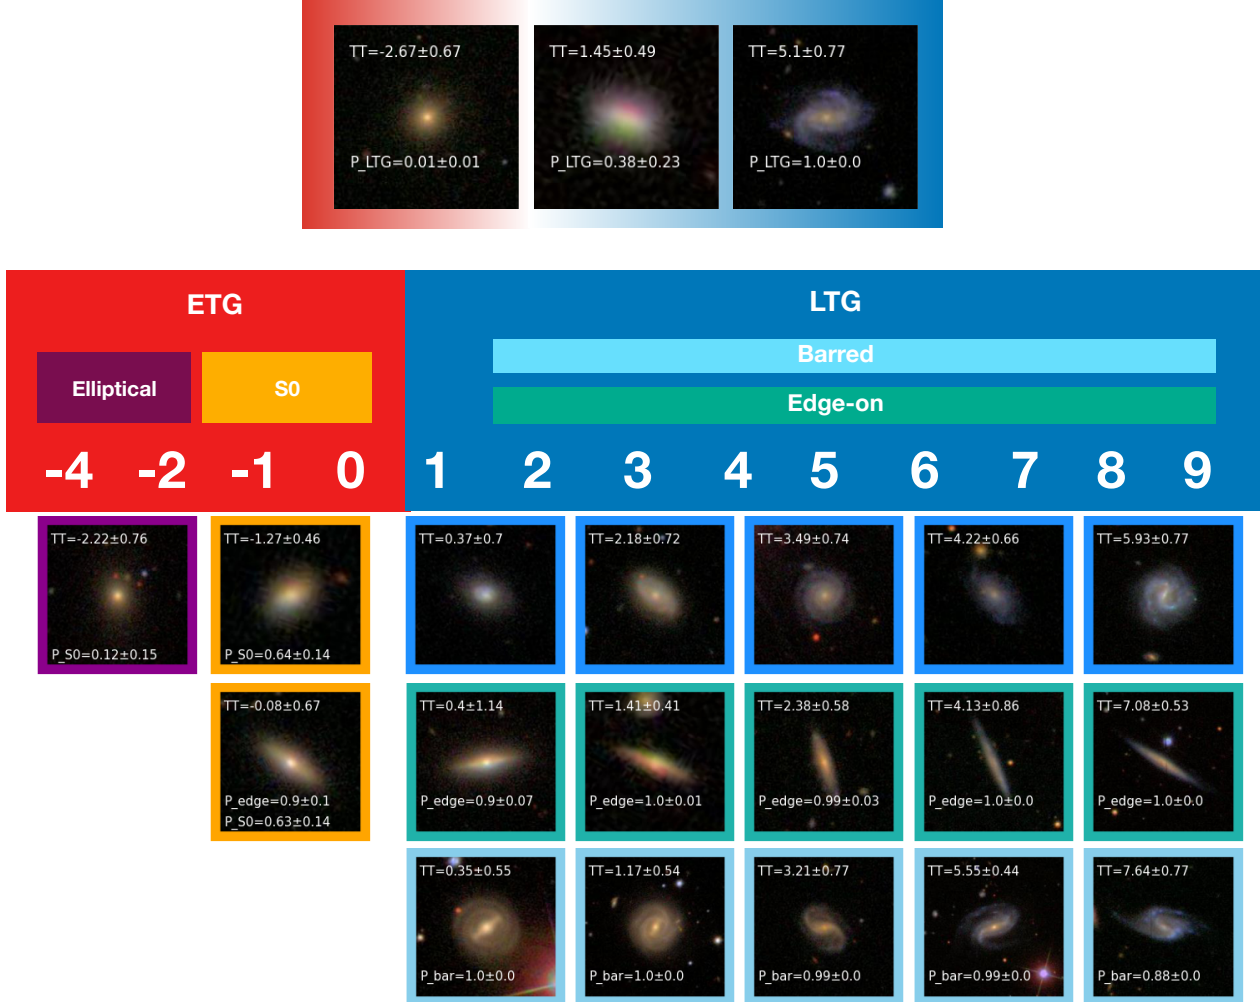 TT=-2.67±0.67 TT=1.45±0.49 TT=5.1±0.77
P_LTG=0.01±0.01 P_LTG=0.38±0.23 P_LTG=1.0±0.0
ETG LTG
Barred
Elliptical S0
Edge-on
-4 -2 -1 0 1 2 3 4 5 6 7 8 9
TT=-2.22±0.76 TT=-1.27±0.46 TT=0.37±0.7 TT=2.18±0.72 TT=3.49±0.74 TT=4.22±0.66 TT=5.93±0.77
P_S0=0.12±0.15 P_S0=0.64±0.14
TT=-0.08±0.67 TT=0.4±1.14 TT=1.41±0.41 TT=2.38±0.58 TT=4.13±0.86 TT=7.08±0.53
P_edge=0.9±0.1 P_edge=0.9±0.07 P_edge=1.0±0.01 P_edge=0.99±0.03 P_edge=1.0±0.0 P_edge=1.0±0.0
P_S0=0.63±0.14
TT=0.35±0.55 TT=1.17±0.54 TT=3.21±0.77 TT=5.55±0.44 TT=7.64±0.77
P_bar=1.0±0.0 P_bar=1.0±0.0 P_bar=0.99±0.0 P_bar=0.99±0.0 P_bar=0.88±0.0